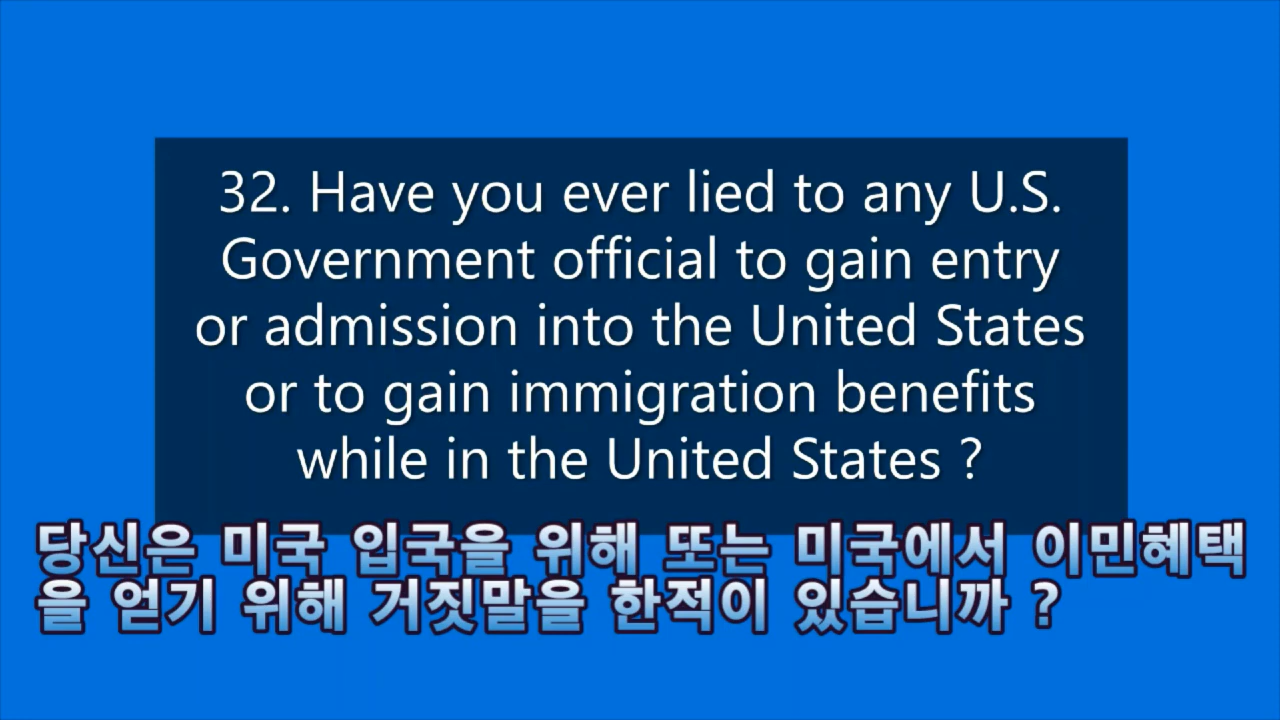 32. Have you ever lied to any U.S.
Government official to gain entry
or admission into the United States
or to gain immigration benefits
while in the United States ?
당신은 미국 입국을 위해 또는 미국에서 이민혜택
을 얻기 위해 거짓말을 한적이 있습니까 ?